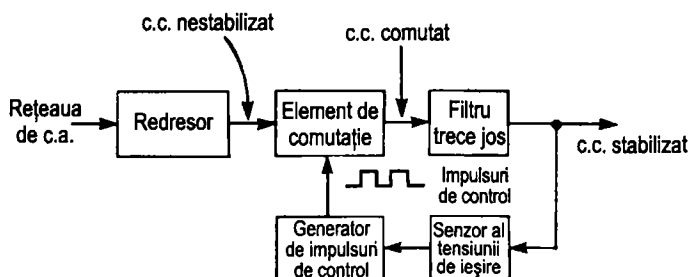 c.c. nestabilizat
c.c. comutat
Rețeaua
de c.a.
Redresor
Element de
comutație
Filtru
trece jos
c.c. stabilizat
Impulsuri
de control
Generator
de impulsuri
de control
Senzor al
tensiunii
de ieșire